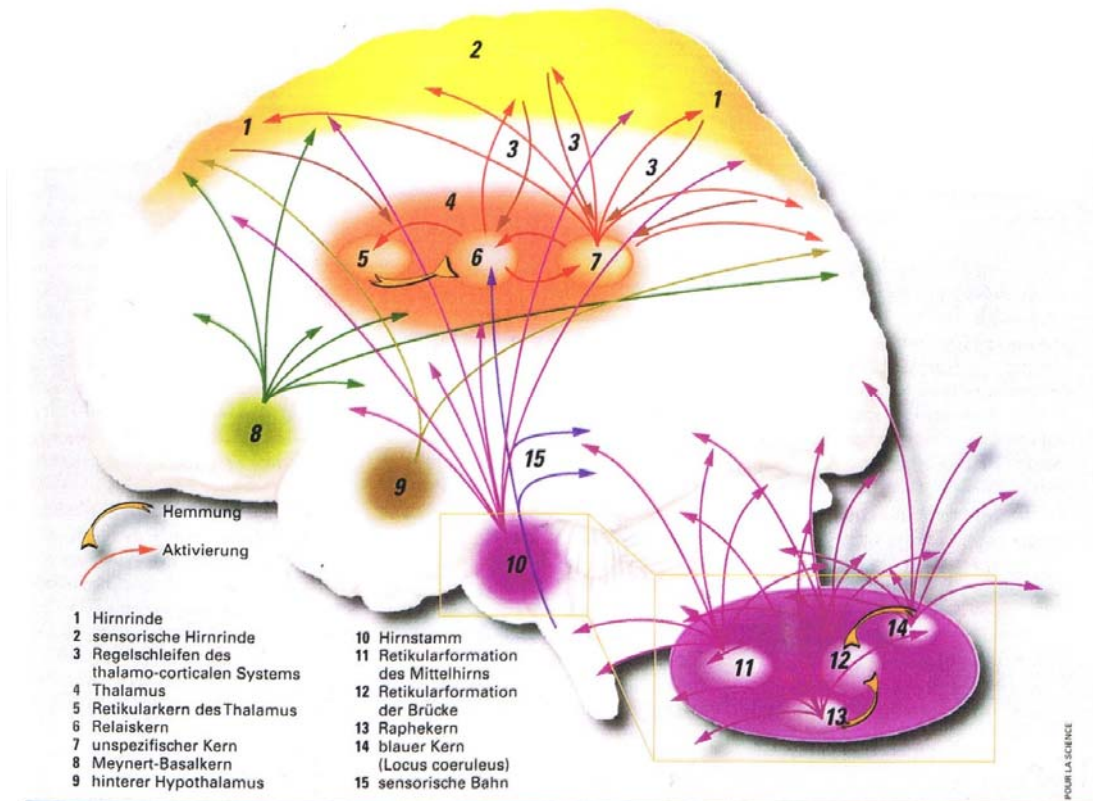 2
1
1
3
3
3
4
5
6
7
8
9
15
10
Hemmung
Aktivierung
14
11
12
13
1 Hirnrinde
2 sensorische Hirnrinde
3 Regelschleifen des
thalamo-corticalen Systems
4 Thalamus
5 Retikularkern des Thalamus
6 Relaiskern
7 unspezifischer Kern
8 Meynert-Basalkern
9 hinterer Hypothalamus
10 Hirnstamm
11 Retikularformation
des Mittelhirns
12 Retikularformation
der Brücke
13 Raphekern
14 blauer Kern
(Locus coeruleus)
15 sensorische Bahn
POUR LA SCIENCE